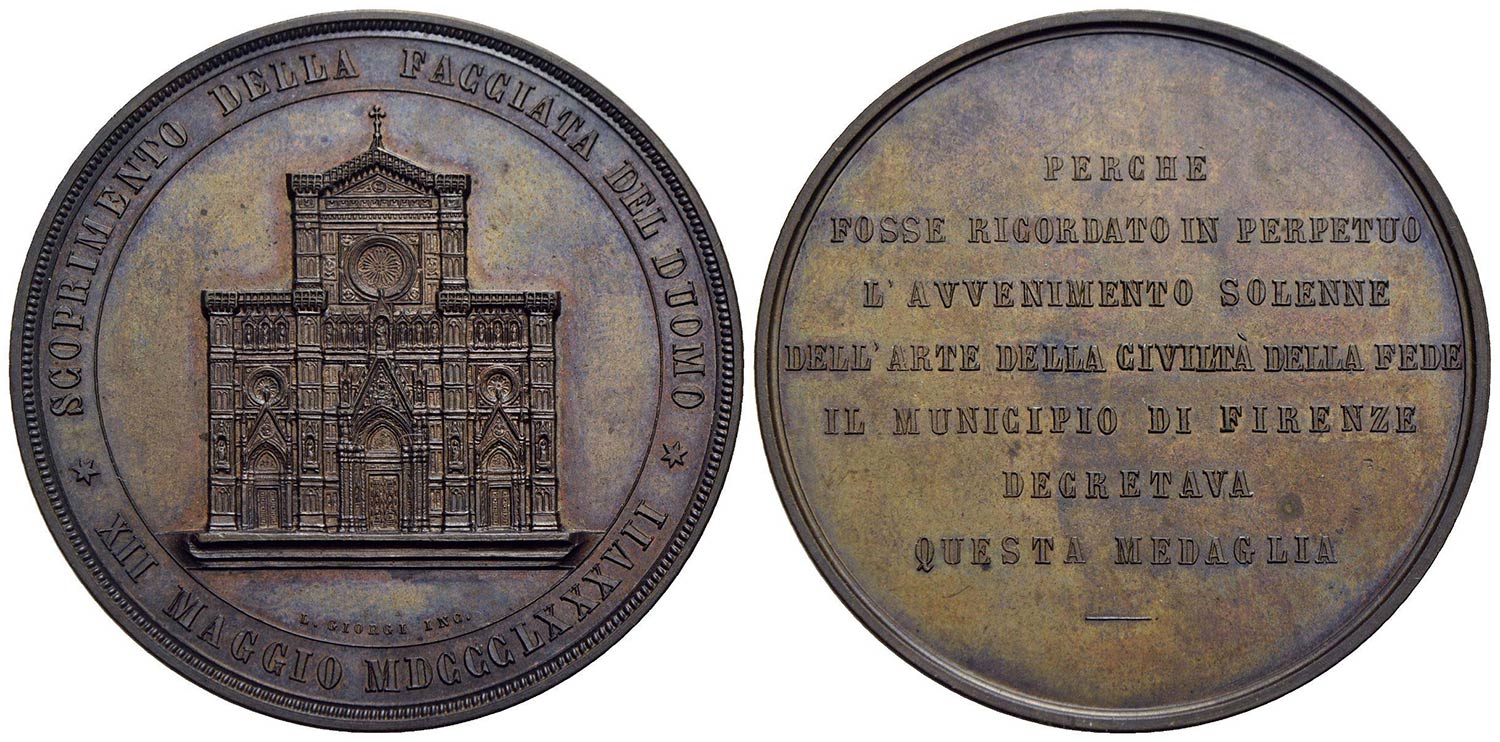 SCOPRIMENTO DELLA FACCIATA DEL DUOMO
XII MAGGIO MDCCCLXXXXVII
L. GIORGI INC.
PERCHE
FOSSE RICORDATO IN PERPETUO
L'AVVENIMENTO SOLENNE
DELL'ARTE DELLA CIVILTÀ DELLA FEDE
IL MUNICIPIO DI FIRENZE
DECRETAVA
QUESTA MEDAGLIA